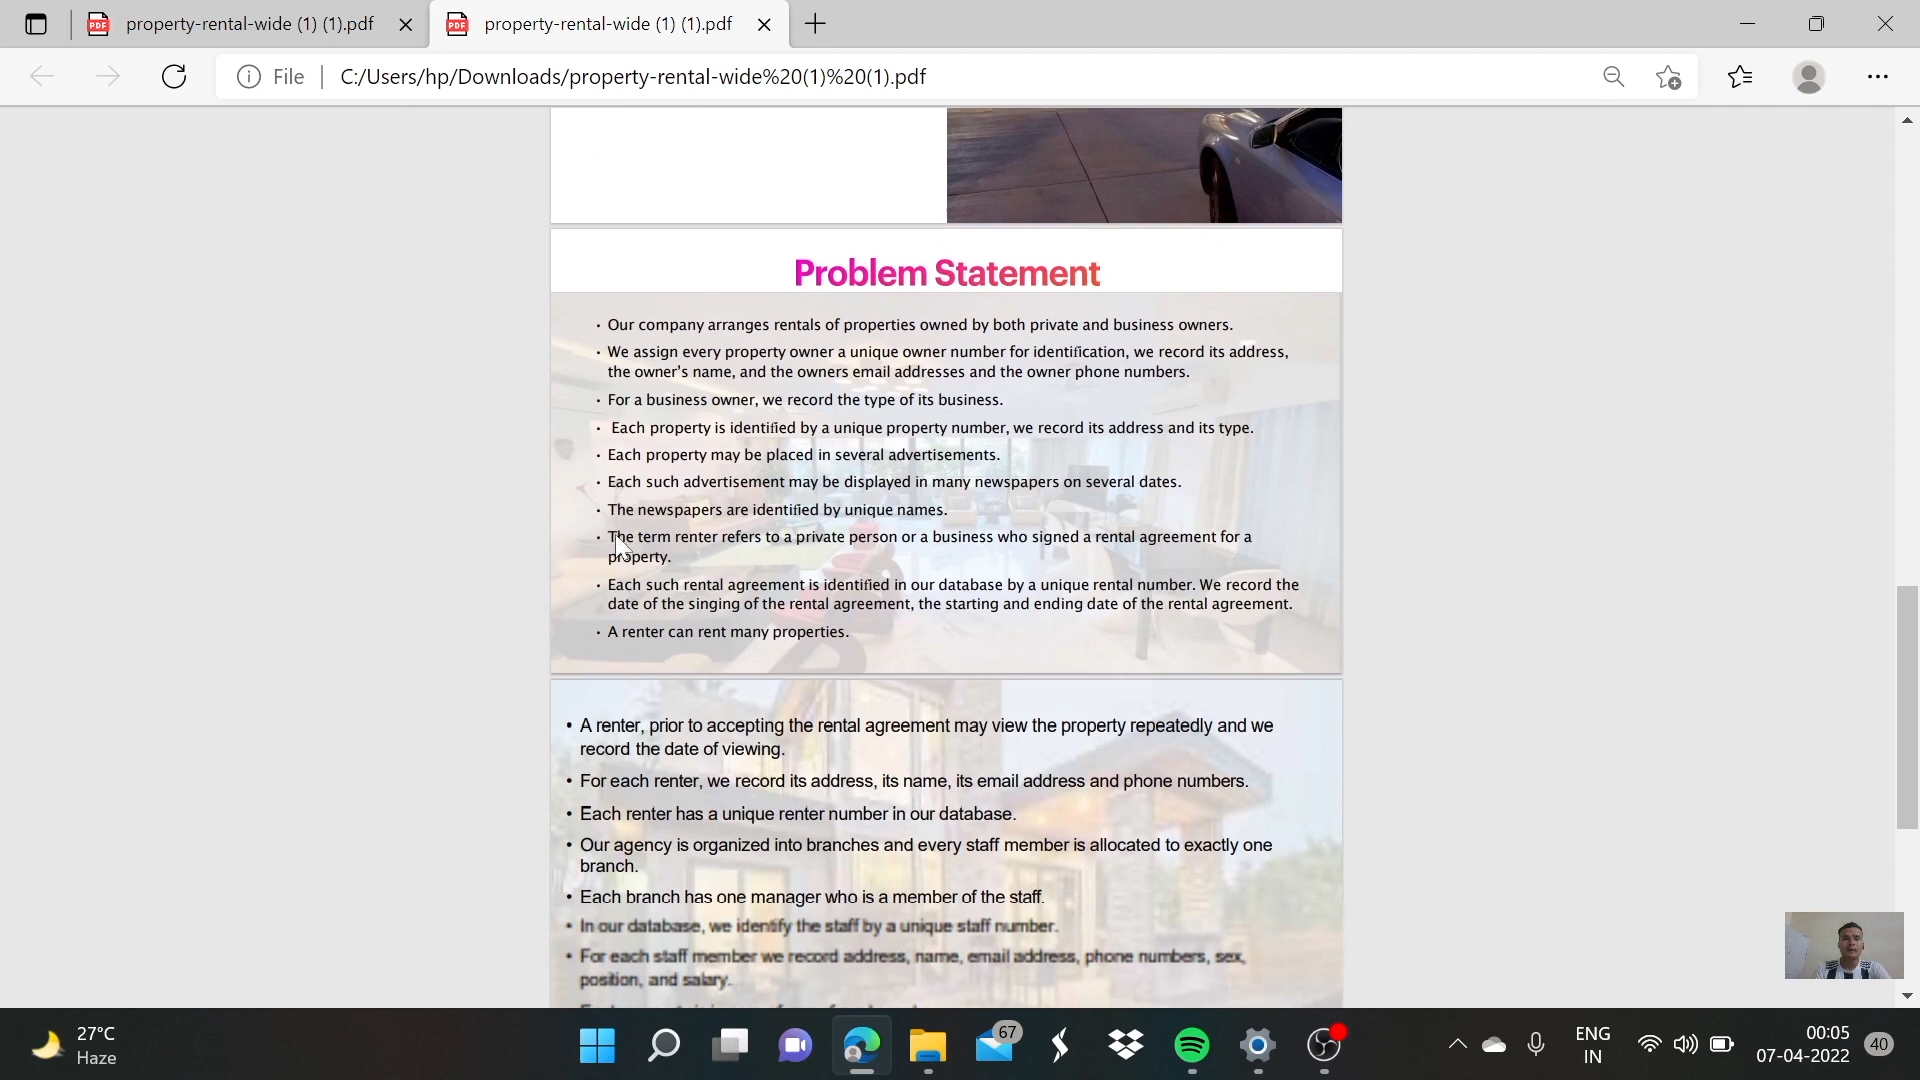 property-rental-wide (1) (1).pdf
property-rental-wide (1) (1).pdf
File
C:/Users/hp/Downloads/property-rental-wide%20(1)%20(1).pdf
Problem Statement
• Our company arranges rentals of properties owned by both private and business owners.
• We assign every property owner a unique owner number for identification, we record its address,
the owner's name, and the owners email addresses and the owner phone numbers.
• For a business owner, we record the type of its business.
• Each property is identified by a unique property number, we record its address and its type.
• Each property may be placed in several advertisements.
• Each such advertisement may be displayed in many newspapers on several dates.
• The newspapers are identified by unique names.
• The term renter refers to a private person or a business who signed a rental agreement for a
property.
• Each such rental agreement is identified in our database by a unique rental number. We record the
date of the singing of the rental agreement, the starting and ending date of the rental agreement.
• A renter can rent many properties.
• A renter, prior to accepting the rental agreement may view the property repeatedly and we
record the date of viewing.
• For each renter, we record its address, its name, its email address and phone numbers.
• Each renter has a unique renter number in our database.
• Our agency is organized into branches and every staff member is allocated to exactly one
branch.
• Each branch has one manager who is a member of the staff.
• In our database, we identify the staff by a unique staff number.
• For each staff member we record address, name, email address, phone numbers, sex,
position, and salary.
27°C
Haze
67
ENG
IN
00:05
07-04-2022
40